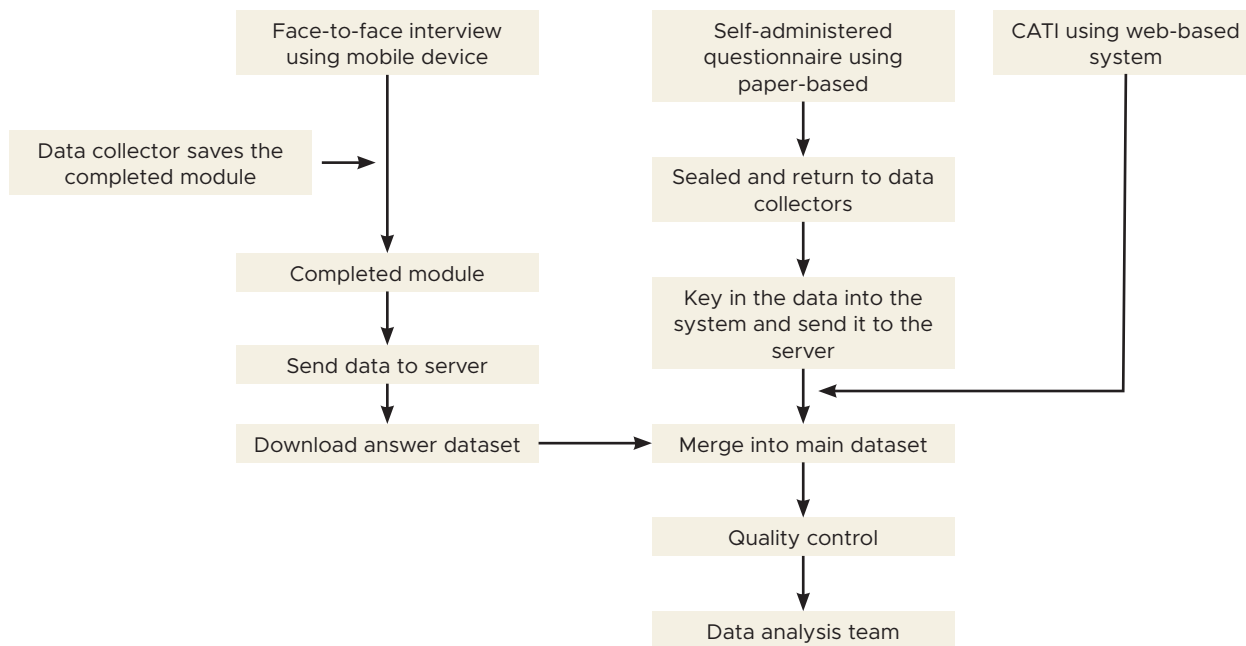 Face-to-face interview
using mobile device
Self-administered
questionnaire using
paper-based
CATI using web-based
system
Data collector saves the
completed module
Sealed and return to data
collectors
Completed module
Key in the data into the
system and send it to the
server
Send data to server
Download answer dataset
Merge into main dataset
Quality control
Data analysis team